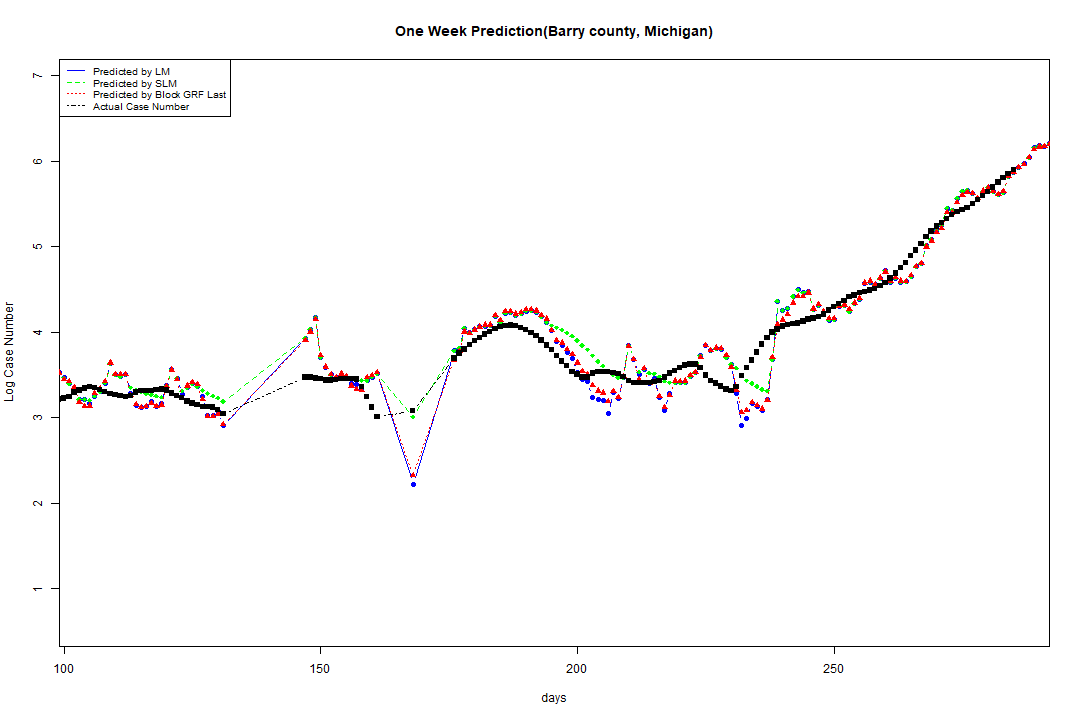 One Week Prediction(Barry county, Michigan)
Predicted by LM
Predicted by SLM
Predicted by Block GRF Last
Actual Case Number
7
6
5
4
3
2
1
Log Case Number
100 150 200 250
days